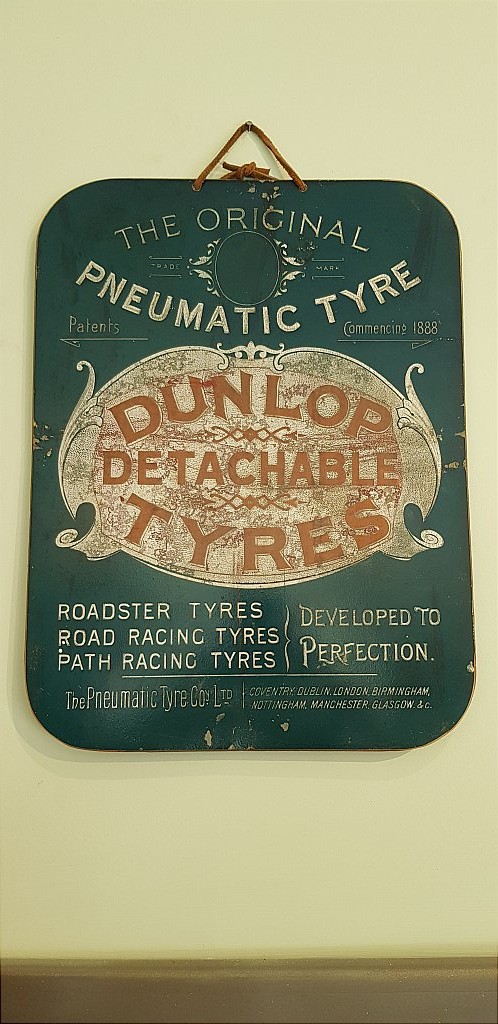 THE ORIGINAL
TRADE MARK
PNEUMATIC TYRE
Patents Commencing 1888
DUNLOP
DETACHABLE
TYRES
ROADSTER TYRES
ROAD RACING TYRES
PATH RACING TYRES
DEVELOPED TO
PERFECTION.
The Pneumatic Tyre Coy. LTD
COVENTRY, DUBLIN, LONDON, BIRMINGHAM,
NOTTINGHAM, MANCHESTER, GLASGOW, &c.